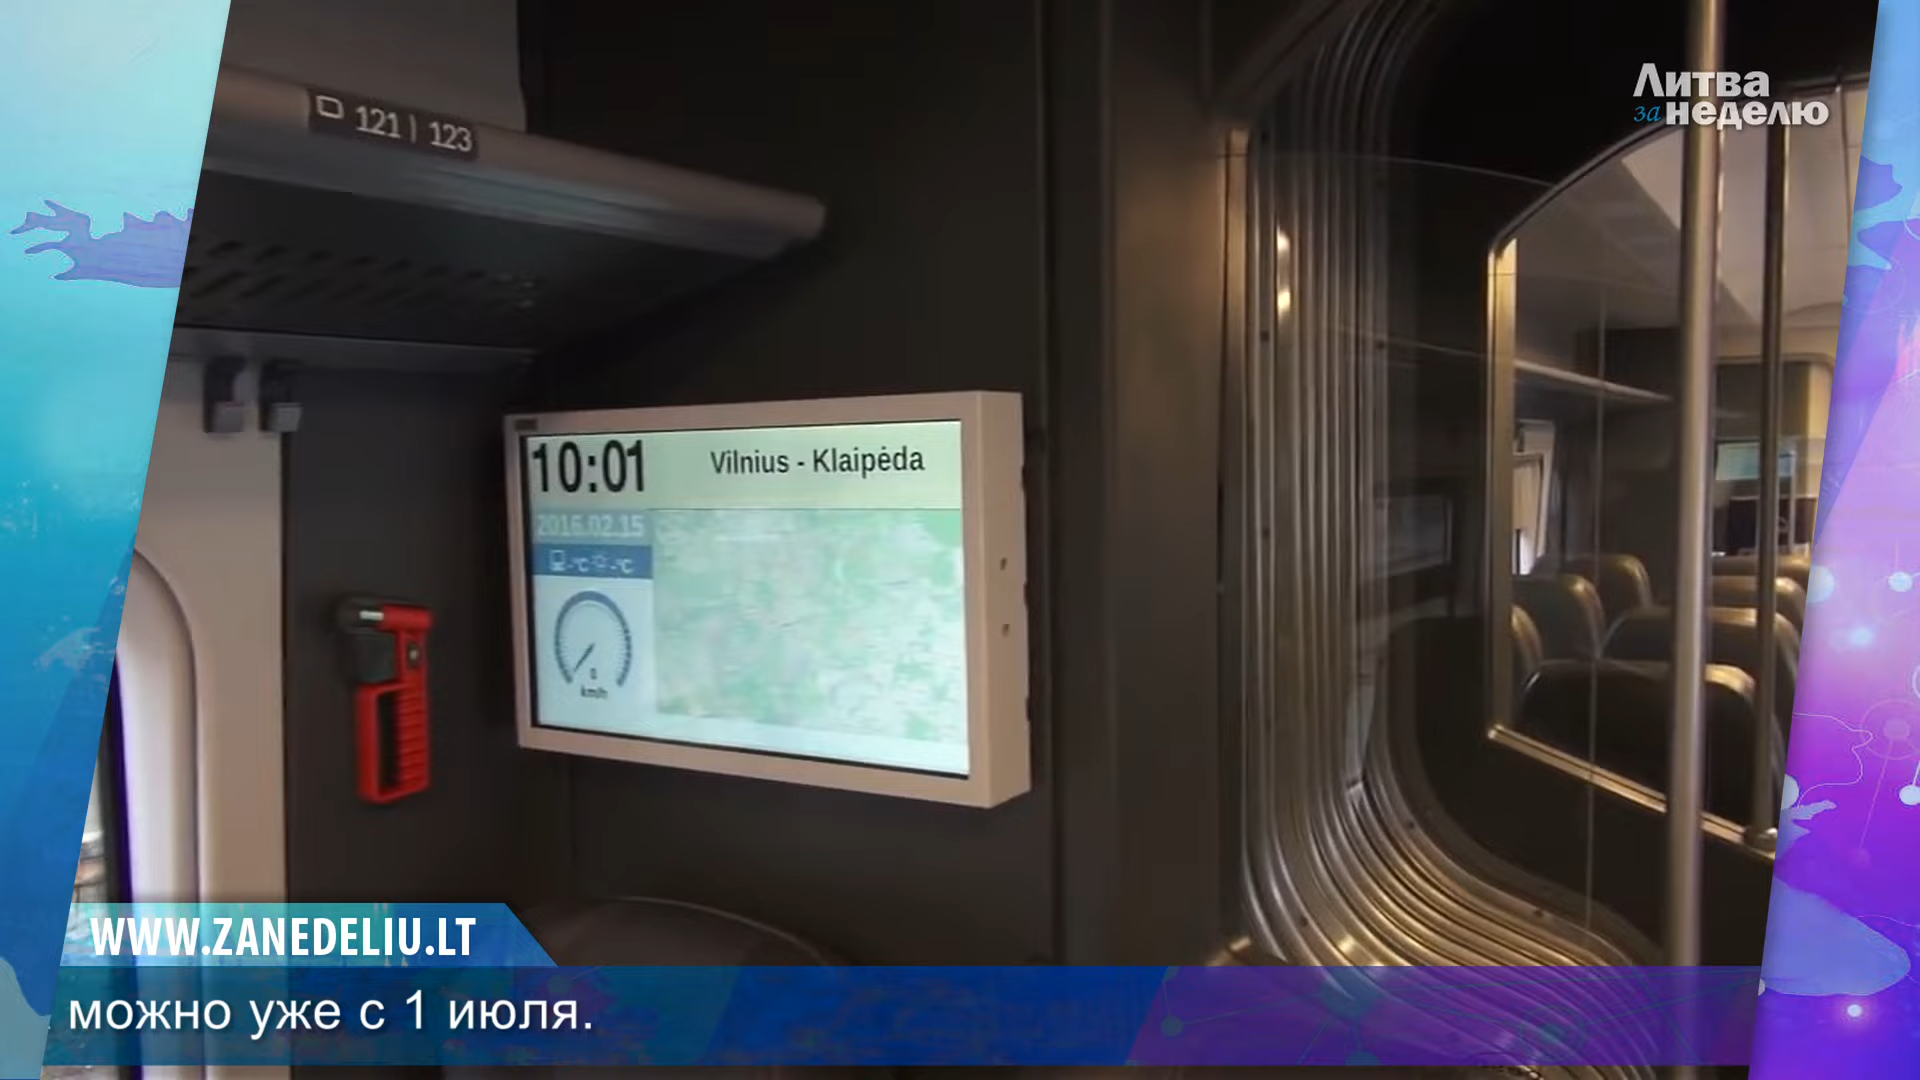 Литва
за неделю
121 | 123
10:01
Vilnius - Klaipėda
2016.02.15
-°C -°C
0
km/h
WWW.ZANEDELIU.LT
можно уже с 1 июля.